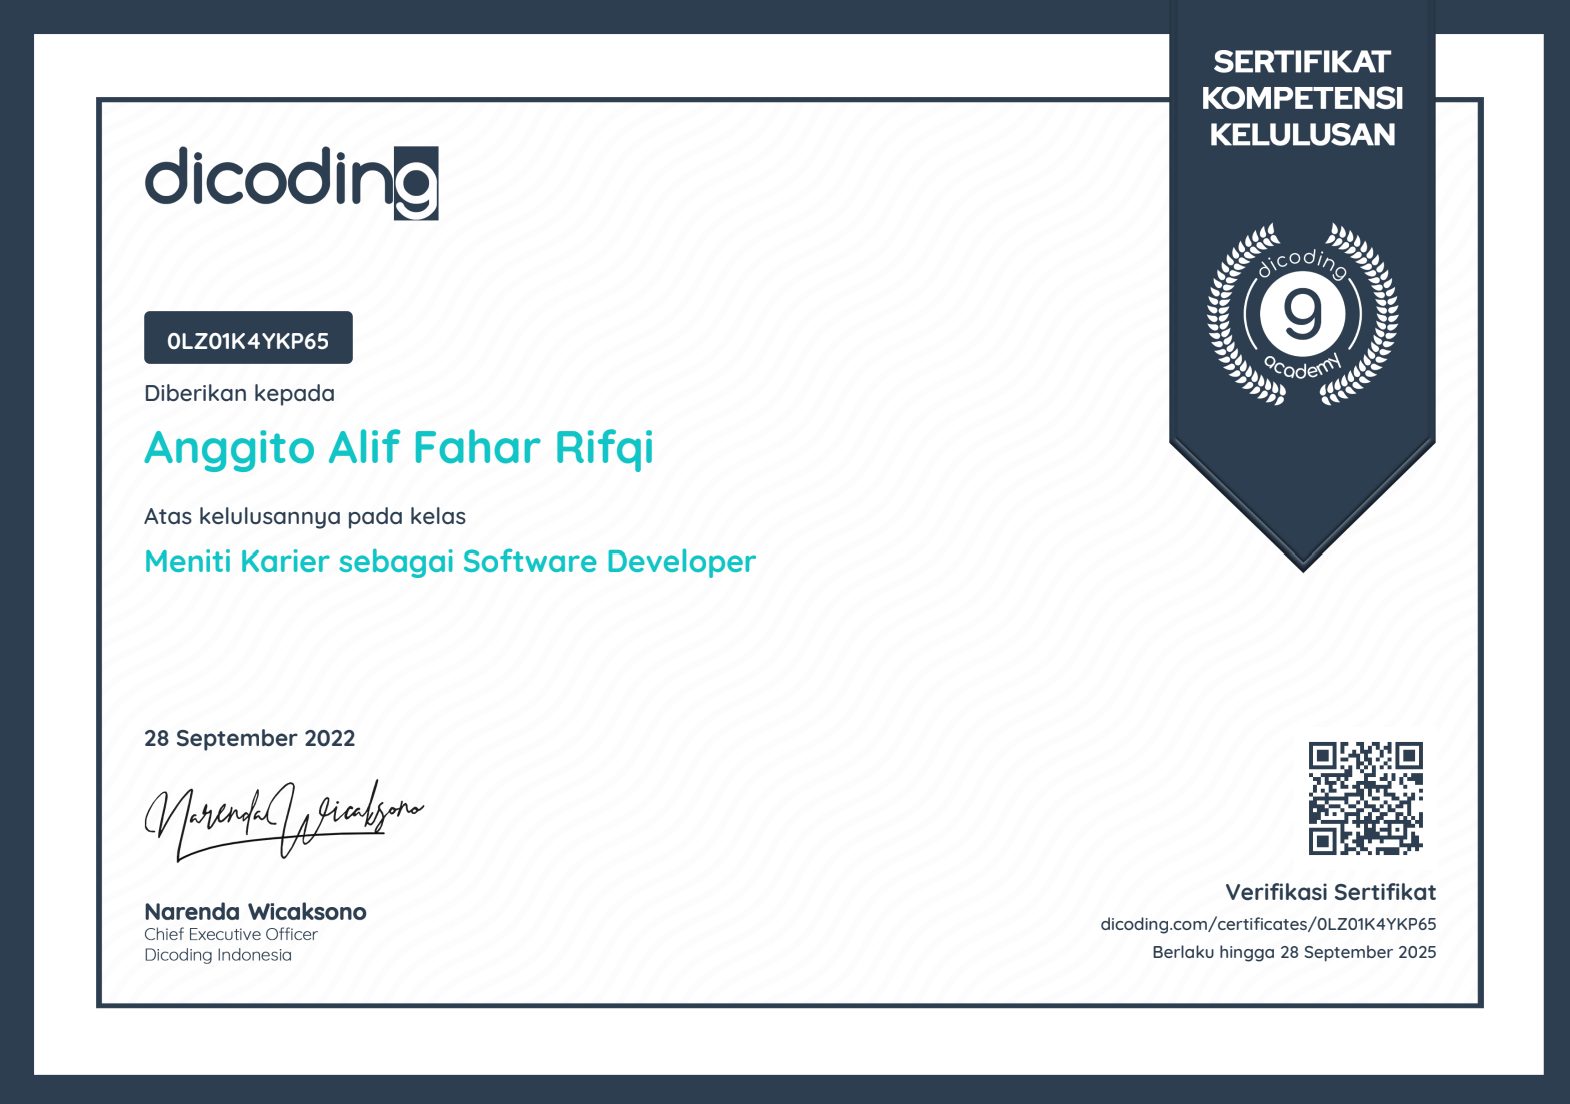 SERTIFIKAT
KOMPETENSI
KELULUSAN
dicoding
dicoding
9
academy
0LZ01K4YKP65
Diberikan kepada
Anggito Alif Fahar Rifqi
Atas kelulusannya pada kelas
Meniti Karier sebagai Software Developer
28 September 2022
Narenda Wicaksono
Narenda Wicaksono
Chief Executive Officer
Dicoding Indonesia
Verifikasi Sertifikat
dicoding.com/certificates/0LZ01K4YKP65
Berlaku hingga 28 September 2025